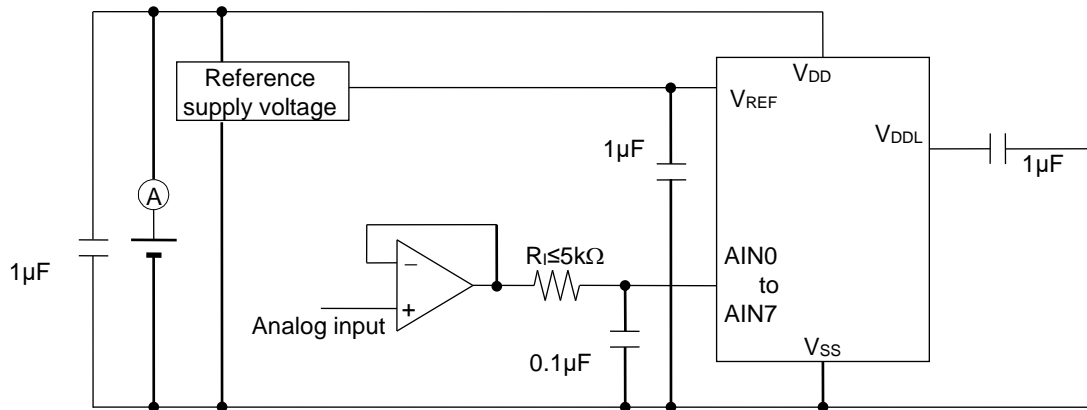 Reference
supply voltage
VDD
VREF
VDDL
1µF
1µF
A
1µF
−
+
RI≤5kΩ
AIN0
to
AIN7
Analog input
0.1µF
VSS